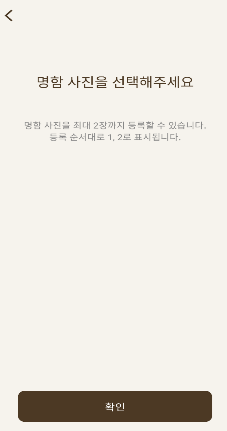 명함 사진을 선택해주세요
명함 사진을 최대 2장까지 등록할 수 있습니다.
등록 순서대로 1, 2로 표시됩니다.
확인